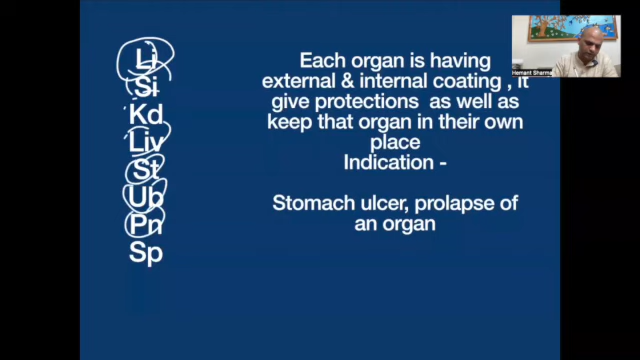 Li
Si
Kd
Liv
St
Ub
Pn
Sp
Each organ is having
external & internal coating , it
give protections as well as
keep that organ in their own
place
Indication -
Stomach ulcer, prolapse of
an organ
Hemant Sharma